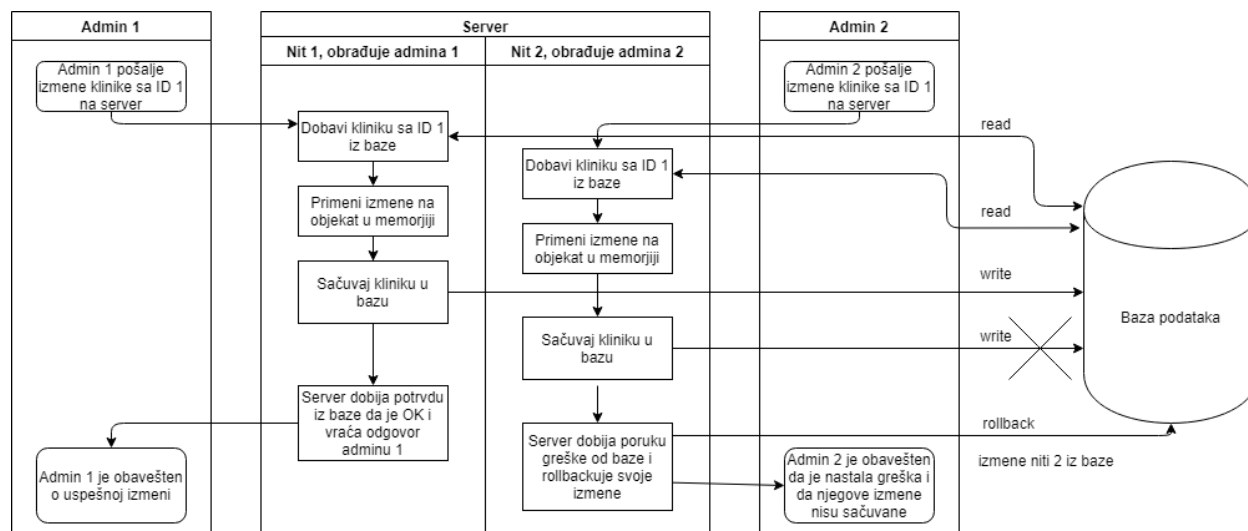 Admin 1
Server
Admin 2
Nit 1, obrađuje admina 1
Nit 2, obrađuje admina 2
Admin 1 pošalje
izmene klinike sa ID 1
na server
Admin 2 pošalje
izmene klinike sa ID 1
na server
Dobavi kliniku sa ID 1
iz baze
read
Dobavi kliniku sa ID 1
iz baze
Primeni izmene na
objekat u memorjiji
read
Primeni izmene na
objekat u memorjiji
Sačuvaj kliniku u
bazu
write
Baza podataka
Sačuvaj kliniku u
bazu
write
Server dobija potrvdu
iz baze da je OK i
vraća odgovor
adminu 1
rollback
Server dobija poruku
greške od baze i
rollbackuje svoje
izmene
izmene niti 2 iz baze
Admin 1 je obavešten
o uspešnoj izmeni
Admin 2 je obavešten
da je nastala greška i
da njegove izmene
nisu sačuvane